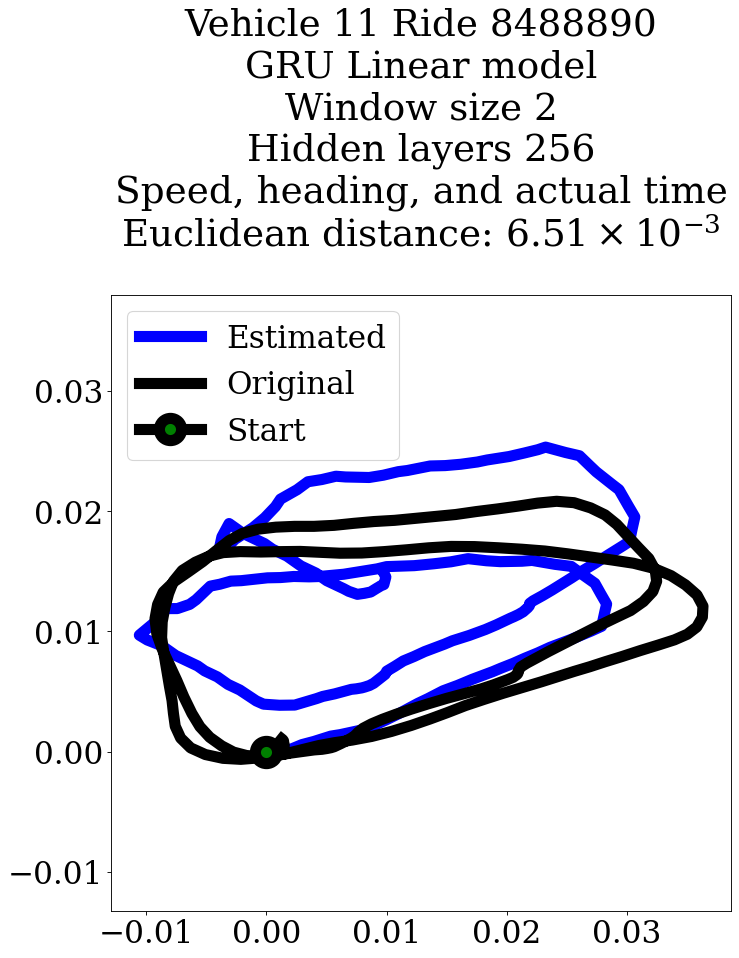 Vehicle 11 Ride 8488890
GRU Linear model
Window size 2
Hidden layers 256
Speed, heading, and actual time
Euclidean distance: 6.51 × 10⁻³
Estimated
Original
Start
0.03
0.02
0.01
0.00
−0.01
−0.01 0.00 0.01 0.02 0.03